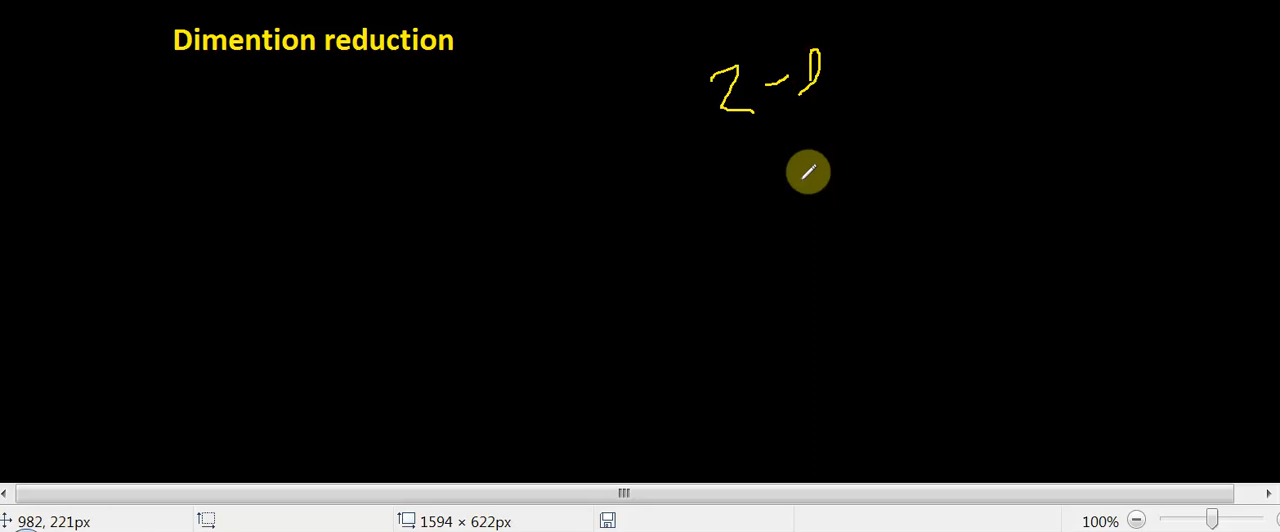 Dimention reduction
2-D
982, 221px
1594 × 622px
100%